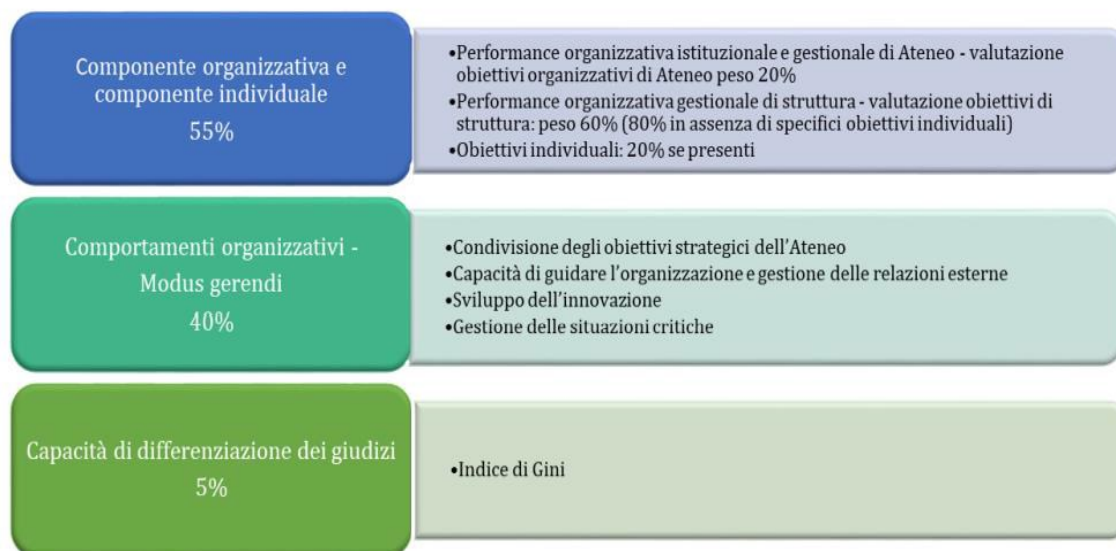 Componente organizzativa e
componente individuale
55%
•Performance organizzativa istituzionale e gestionale di Ateneo - valutazione
obiettivi organizzativi di Ateneo peso 20%
•Performance organizzativa gestionale di struttura - valutazione obiettivi di
struttura: peso 60% (80% in assenza di specifici obiettivi individuali)
•Obiettivi individuali: 20% se presenti
Comportamenti organizzativi -
Modus gerendi
40%
•Condivisione degli obiettivi strategici dell'Ateneo
•Capacità di guidare l'organizzazione e gestione delle relazioni esterne
•Sviluppo dell'innovazione
•Gestione delle situazioni critiche
Capacità di differenziazione dei giudizi
5%
•Indice di Gini